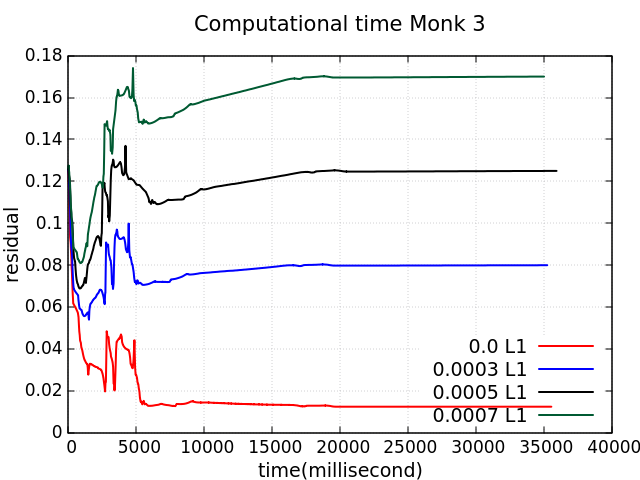 Computational time Monk 3
0.18
0.16
0.14
0.12
0.1
0.08
0.06
0.04
0.02
0
residual
0.0 L1
0.0003 L1
0.0005 L1
0.0007 L1
0 5000 10000 15000 20000 25000 30000 35000 40000
time(millisecond)